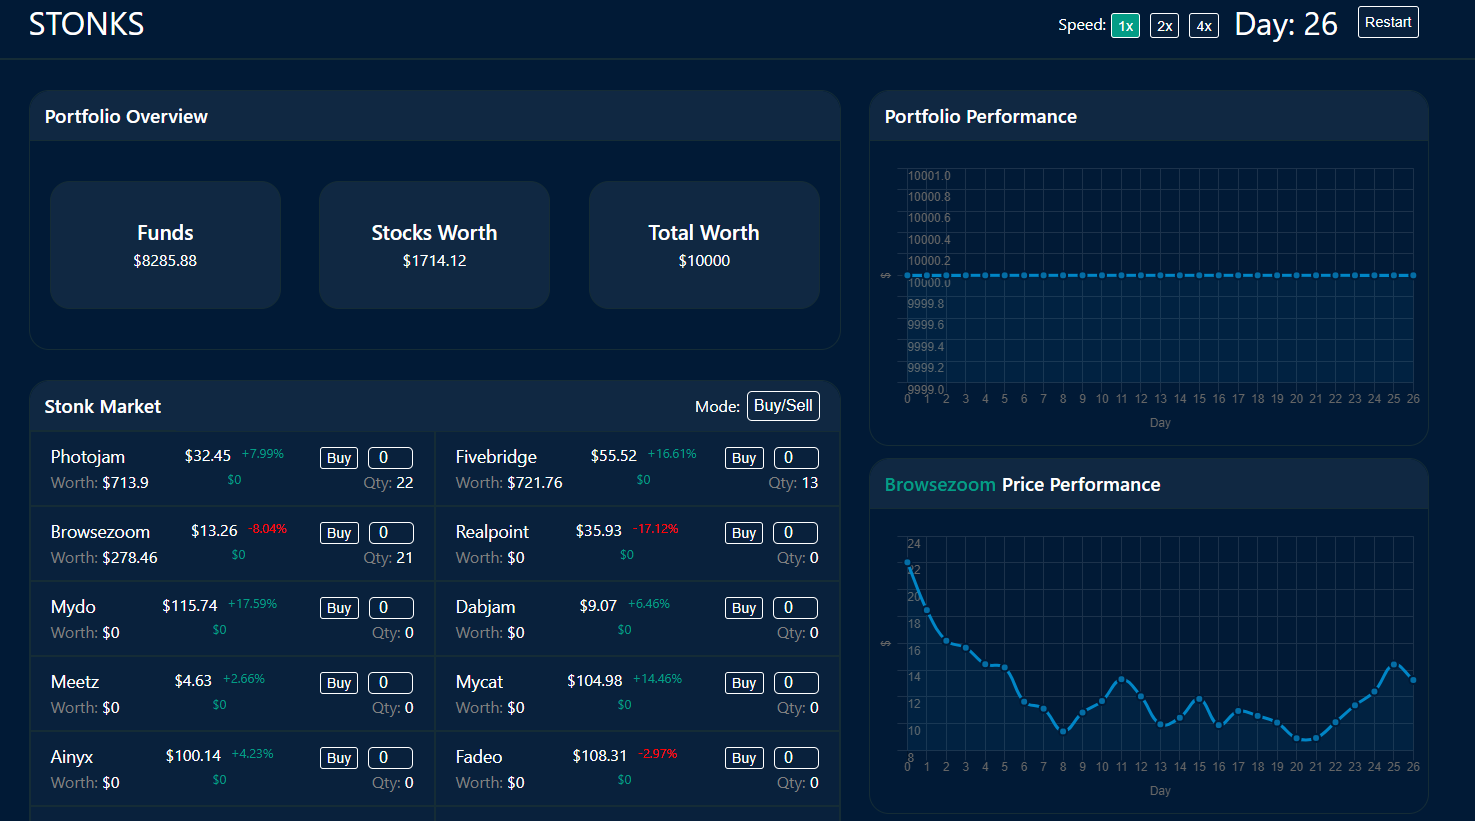 STONKS
Speed: 1x 2x 4x Day: 26 Restart
Portfolio Overview
Funds
$8285.88
Stocks Worth
$1714.12
Total Worth
$10000
Portfolio Performance
10001.0
10000.8
10000.6
10000.4
10000.2
10000.0
9999.8
9999.6
9999.4
9999.2
9999.0
$
0 1 2 3 4 5 6 7 8 9 10 11 12 13 14 15 16 17 18 19 20 21 22 23 24 25 26
Day
Stonk Market
Mode: Buy/Sell
Photojam $32.45 +7.99% Buy 0
Worth: $713.9 $0 Qty: 22
Fivebridge $55.52 +16.61% Buy 0
Worth: $721.76 $0 Qty: 13
Browsezoom $13.26 -8.04% Buy 0
Worth: $278.46 $0 Qty: 21
Realpoint $35.93 -17.12% Buy 0
Worth: $0 $0 Qty: 0
Mydo $115.74 +17.59% Buy 0
Worth: $0 $0 Qty: 0
Dabjam $9.07 +6.46% Buy 0
Worth: $0 $0 Qty: 0
Meetz $4.63 +2.66% Buy 0
Worth: $0 $0 Qty: 0
Mycat $104.98 +14.46% Buy 0
Worth: $0 $0 Qty: 0
Ainyx $100.14 +4.23% Buy 0
Worth: $0 $0 Qty: 0
Fadeo $108.31 -2.97% Buy 0
Worth: $0 $0 Qty: 0
Browsezoom Price Performance
24
22
20
18
16
14
12
10
8
$
0 1 2 3 4 5 6 7 8 9 10 11 12 13 14 15 16 17 18 19 20 21 22 23 24 25 26
Day